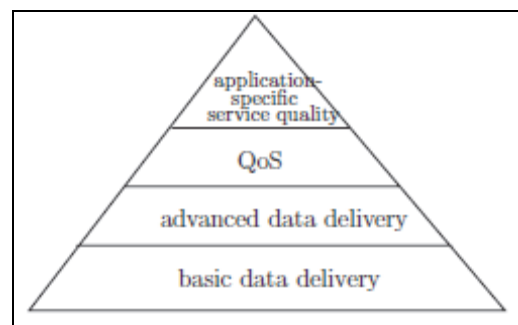 application-
specific
service quality
QoS
advanced data delivery
basic data delivery